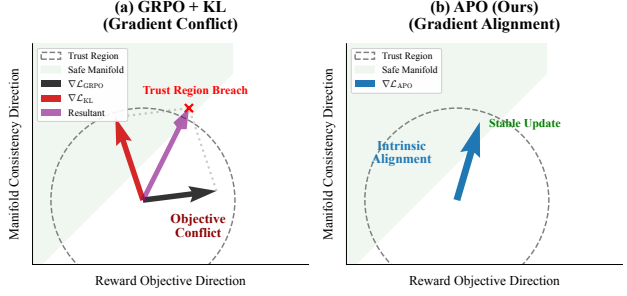 (a) GRPO + KL
(Gradient Conflict)
Trust Region
Safe Manifold
∇ℒGRPO
∇ℒKL
Resultant
Trust Region Breach
Objective
Conflict
Manifold Consistency Direction
Reward Objective Direction
(b) APO (Ours)
(Gradient Alignment)
Trust Region
Safe Manifold
∇ℒAPO
Stable Update
Intrinsic
Alignment
Manifold Consistency Direction
Reward Objective Direction